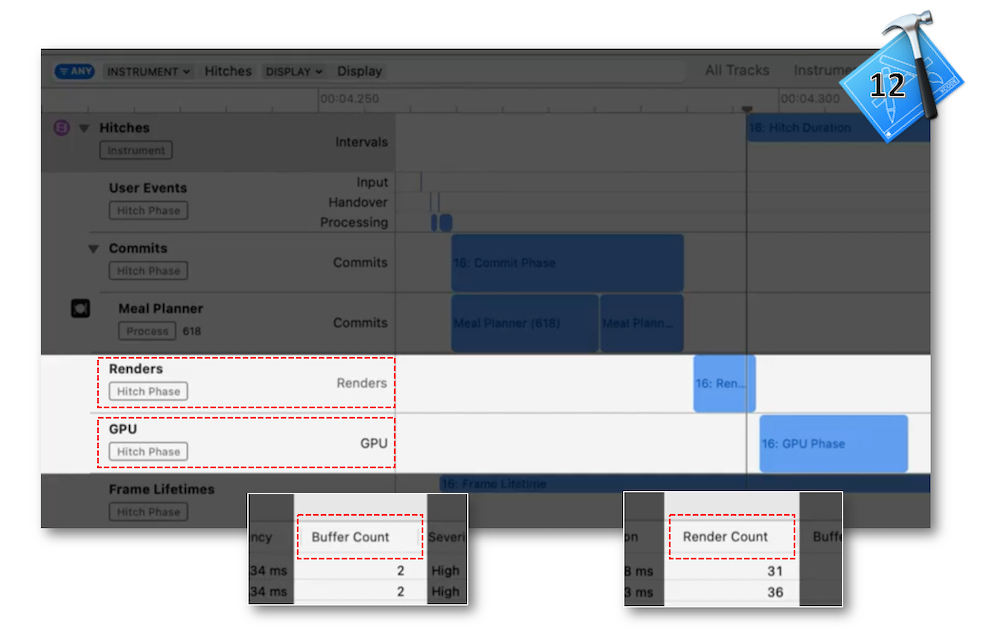 ANY INSTRUMENT Hitches DISPLAY Display All Tracks
00:04.250 00:04.300
12
Hitches
Instrument
Intervals
16: Hitch Duration
User Events
Hitch Phase
Input
Handover
Processing
Commits
Hitch Phase
Commits
16: Commit Phase
Meal Planner
Process 618
Commits
Meal Planner (618) Meal Plann...
Renders
Hitch Phase
Renders
16: Ren...
GPU
Hitch Phase
GPU
16: GPU Phase
Frame Lifetimes
Hitch Phase
16: Frame Lifetime
ncy Buffer Count Severi
34 ms 2 High
34 ms 2 High
on Render Count Buffe
8 ms 31
3 ms 36